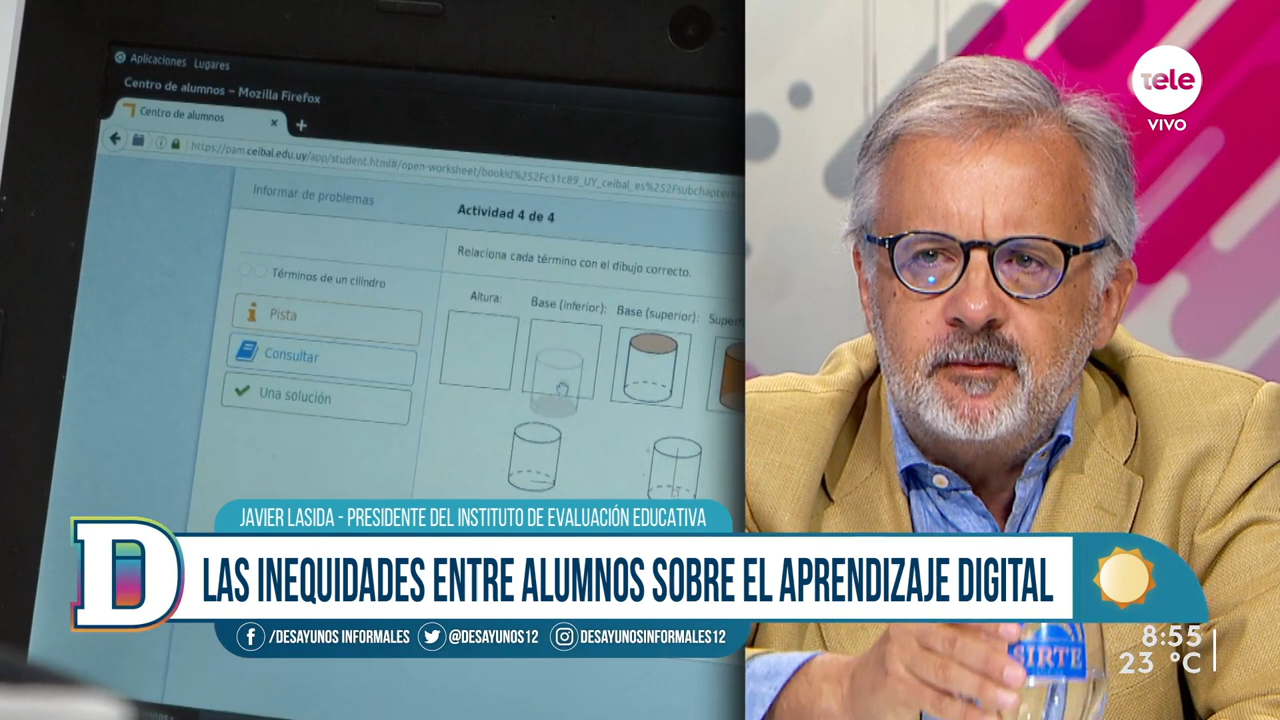 Aplicaciones Lugares
Centro de alumnos – Mozilla Firefox
Centro de alumnos
https://pam.ceibal.edu.uy/app/student.html#/open-worksheet/bookId%252Fc31c89_UY_ceibal_es%252Fsubchapter
Informar de problemas
Actividad 4 de 4
Relaciona cada término con el dibujo correcto.
Términos de un cilindro
Altura:
Base (inferior):
Base (superior):
Pista
Consultar
Una solución
tele
VIVO
JAVIER LASIDA - PRESIDENTE DEL INSTITUTO DE EVALUACIÓN EDUCATIVA
D
LAS INEQUIDADES ENTRE ALUMNOS SOBRE EL APRENDIZAJE DIGITAL
/DESAYUNOS INFORMALES
@DESAYUNOS12
DESAYUNOSINFORMALES12
SIRTE
8:55
23 °C